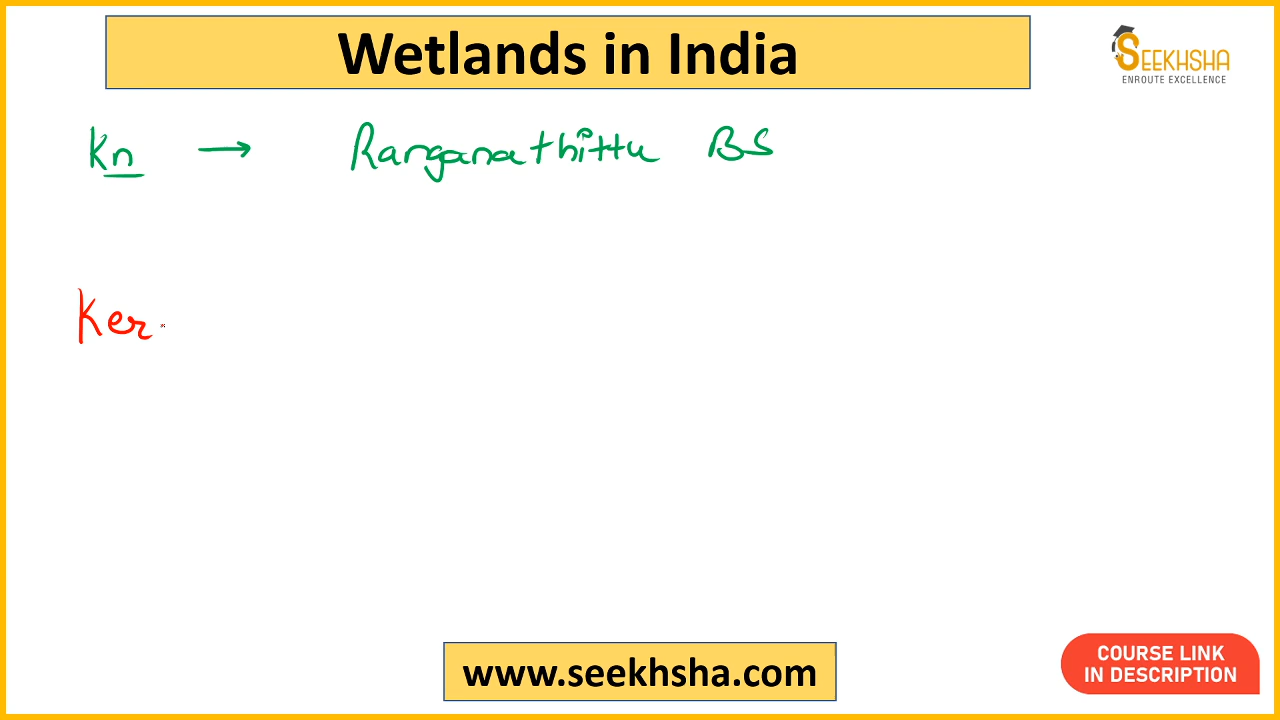 Wetlands in India
SEEKHSHA
ENROUTE EXCELLENCE
Kn → Ranganathittu BS
Ker
www.seekhsha.com
COURSE LINK
IN DESCRIPTION